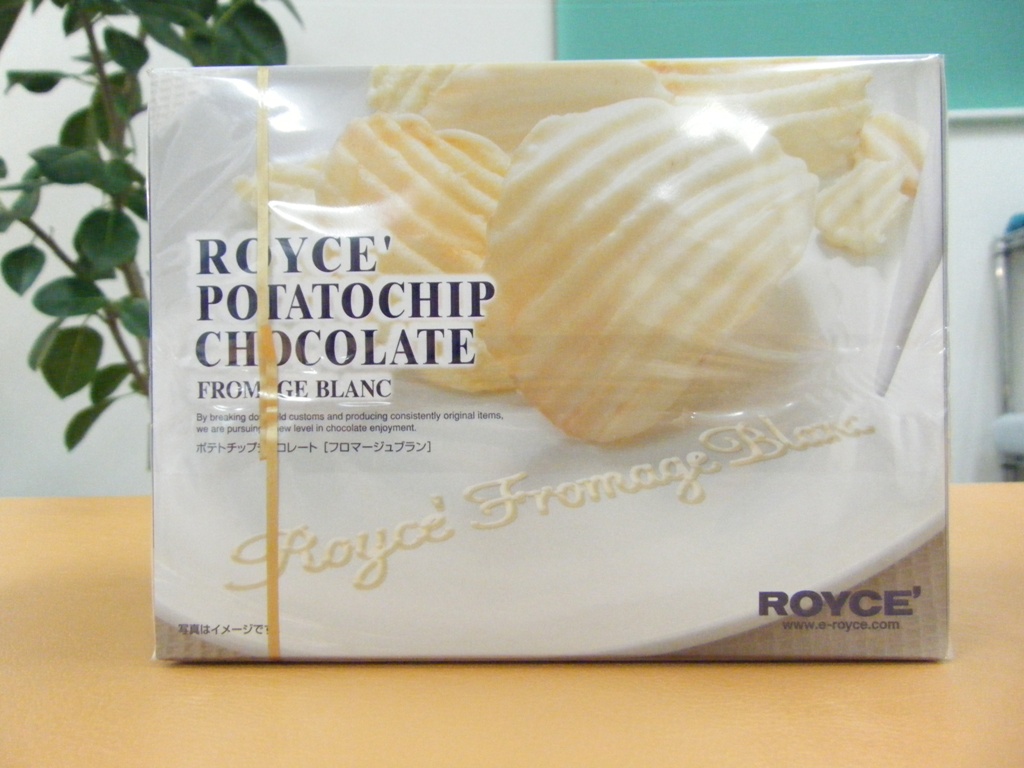 ROYCE'
POTATOCHIP
CHOCOLATE
FROMAGE BLANC
By breaking down old customs and producing consistently original items,
we are pursuing new level in chocolate enjoyment.
ポテトチップチョコレート [フロマージュブラン]
Royce' Fromage Blanc
写真はイメージです
ROYCE'
www.e-royce.com